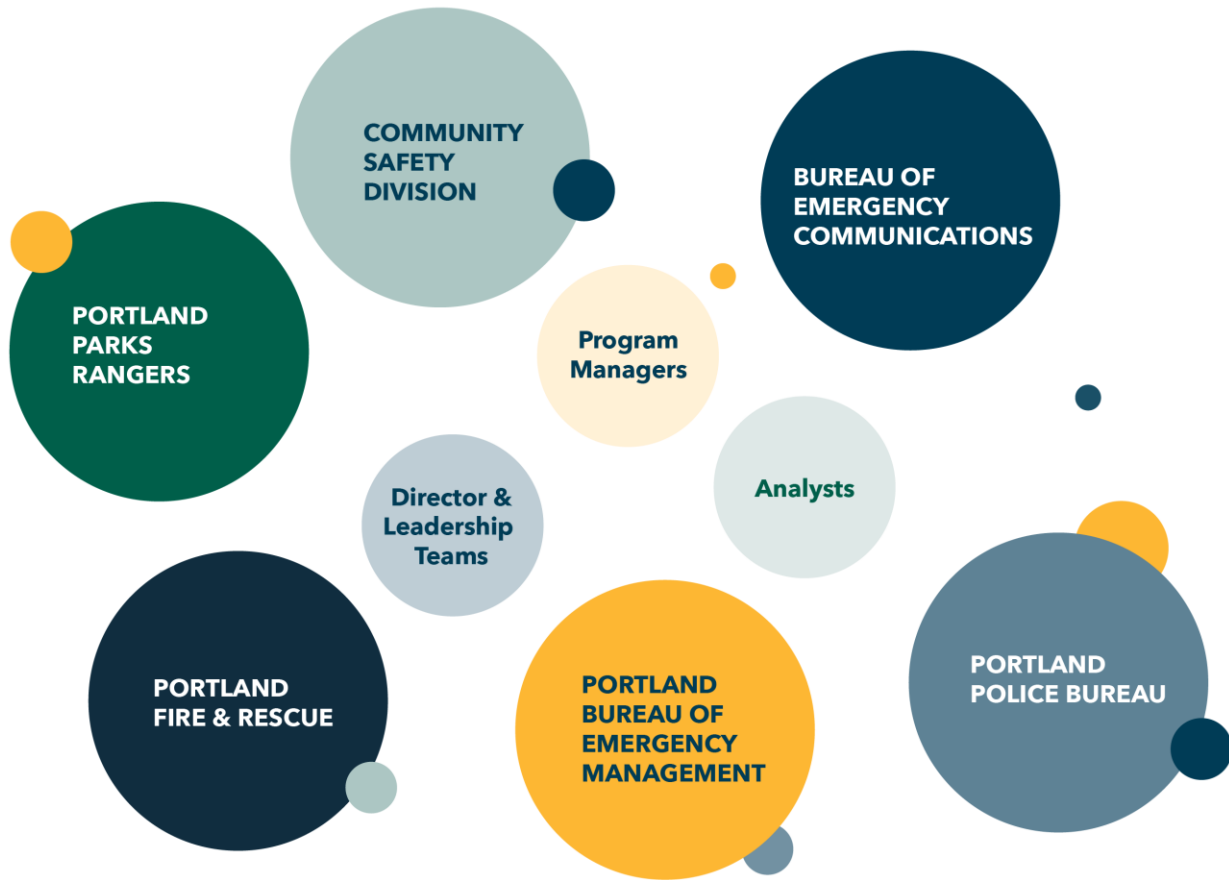 COMMUNITY
SAFETY
DIVISION
BUREAU OF
EMERGENCY
COMMUNICATIONS
PORTLAND
PARKS
RANGERS
Program
Managers
Director &
Leadership
Teams
Analysts
PORTLAND
FIRE & RESCUE
PORTLAND
BUREAU OF
EMERGENCY
MANAGEMENT
PORTLAND
POLICE BUREAU